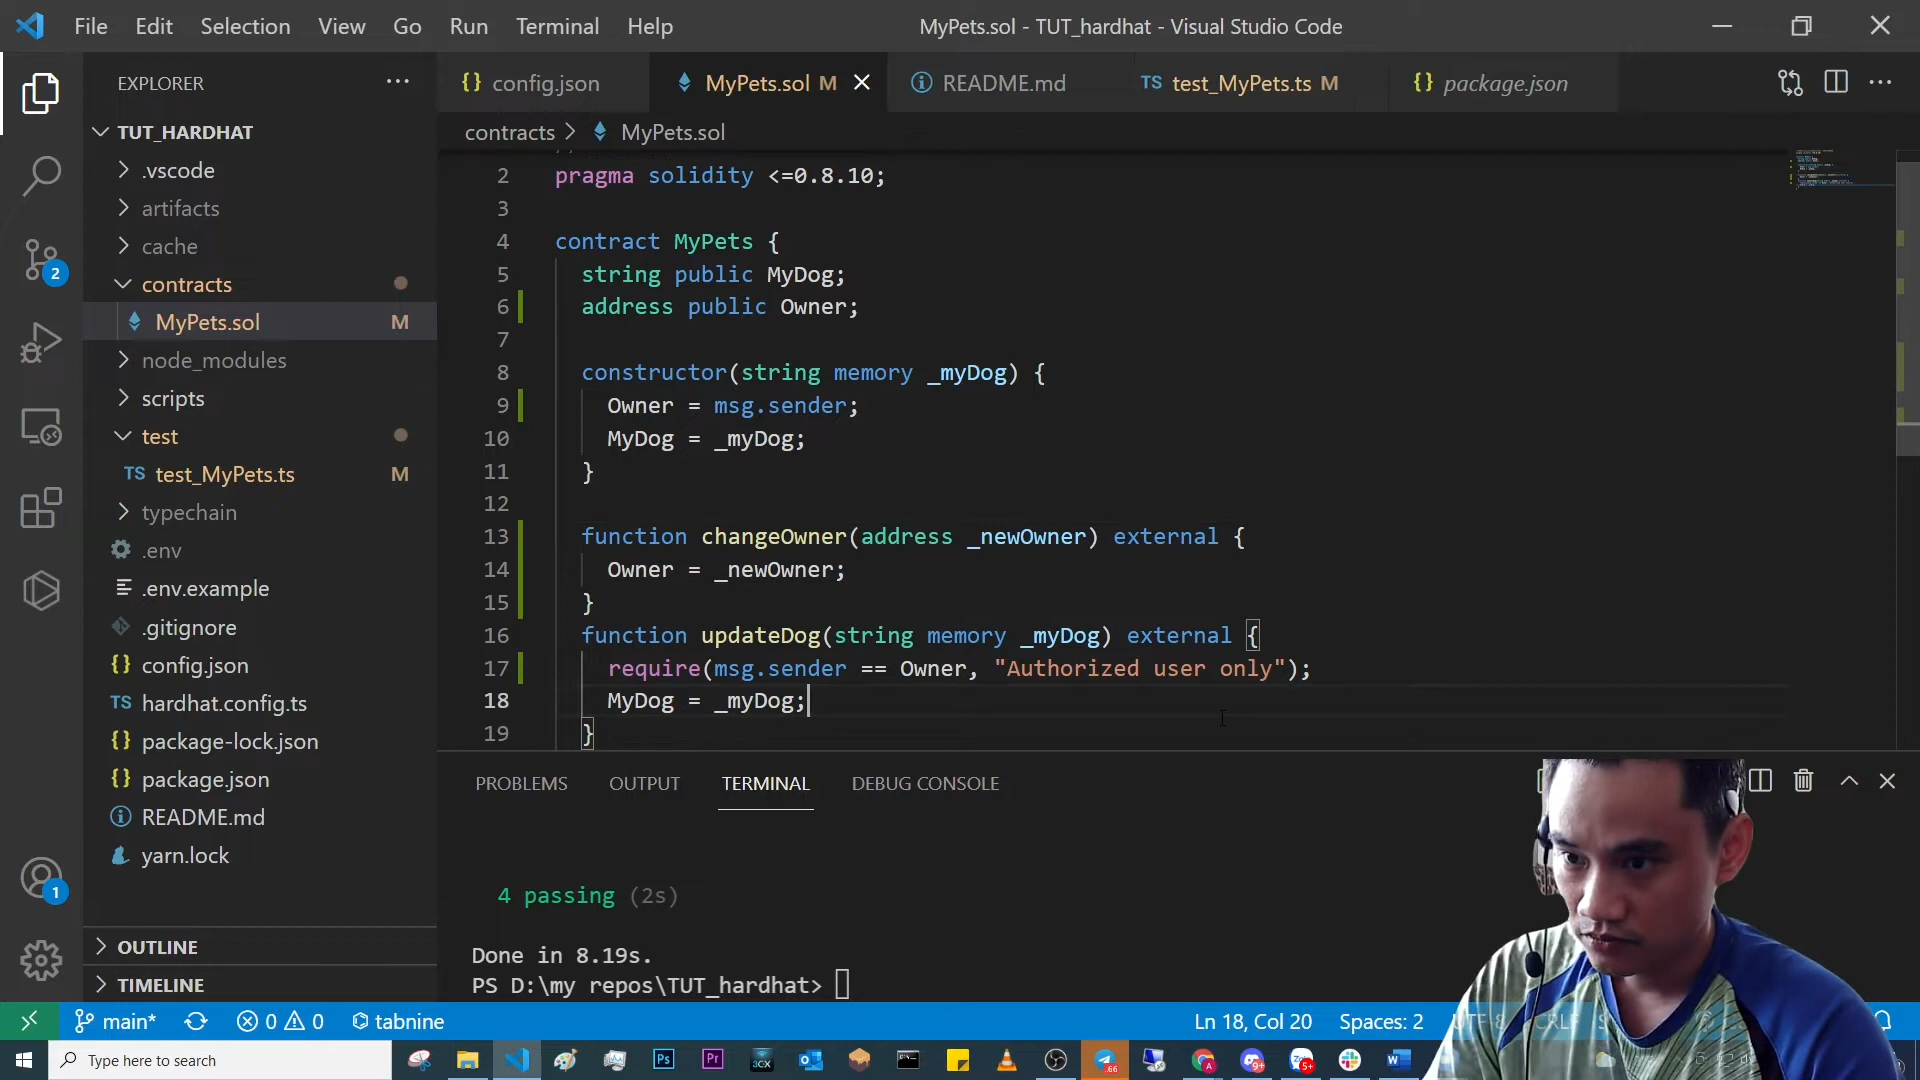 File Edit Selection View Go Run Terminal Help
MyPets.sol - TUT_hardhat - Visual Studio Code
EXPLORER
TUT_HARDHAT
.vscode
artifacts
cache
contracts
MyPets.sol M
node_modules
scripts
test
TS test_MyPets.ts M
typechain
.env
.env.example
.gitignore
{} config.json
TS hardhat.config.ts
{} package-lock.json
{} package.json
README.md
yarn.lock
OUTLINE
TIMELINE
2
1
{} config.json
MyPets.sol M
README.md
TS test_MyPets.ts M
{} package.json
contracts > MyPets.sol
2 pragma solidity <=0.8.10;
3
4 contract MyPets {
5 string public MyDog;
6 address public Owner;
7
8 constructor(string memory _myDog) {
9 Owner = msg.sender;
10 MyDog = _myDog;
11 }
12
13 function changeOwner(address _newOwner) external {
14 Owner = _newOwner;
15 }
16 function updateDog(string memory _myDog) external {
17 require(msg.sender == Owner, "Authorized user only");
18 MyDog = _myDog;
19 }
PROBLEMS OUTPUT TERMINAL DEBUG CONSOLE
4 passing (2s)
Done in 8.19s.
PS D:\my repos\TUT_hardhat>
main* 0 0 tabnine
Ln 18, Col 20 Spaces: 2
Type here to search
Ps
Pr
3CX